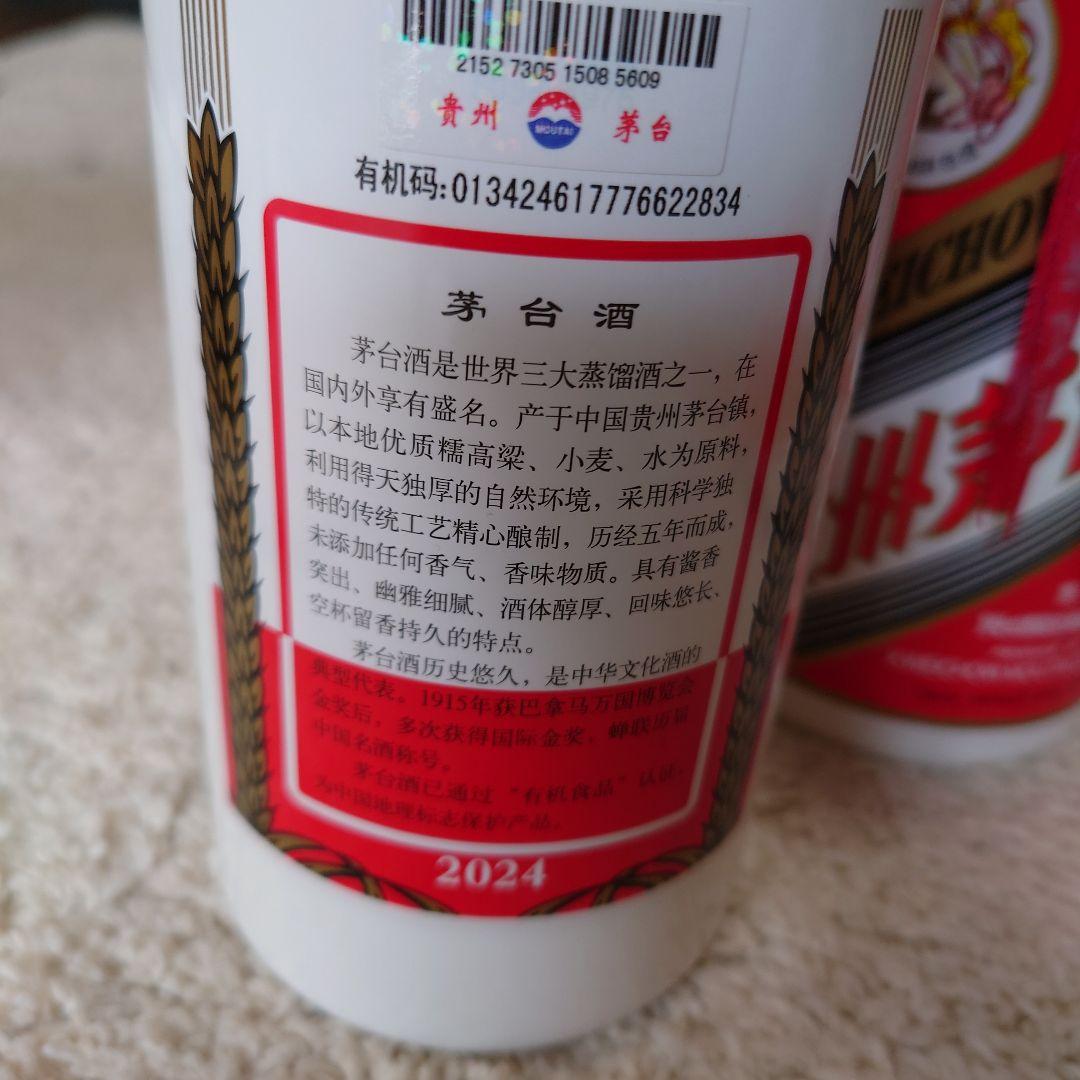 2152 7305 1508 5609
贵州 MOUTAI 茅台
有机码:01342461777662​2834
茅台酒
茅台酒是世界三大蒸馏酒之一，在
国内外享有盛名。产于中国贵州茅台镇，
以本地优质糯高粱、小麦、水为原料，
利用得天独厚的自然环境，采用科学独
特的传统工艺精心酿制，历经五年而成，
未添加任何香气、香味物质。具有酱香
突出、幽雅细腻、酒体醇厚、回味悠长、
空杯留香持久的特点。
茅台酒历史悠久，是中华文化酒的
典型代表。1915年获巴拿马万国博览会
金奖后，多次获得国际金奖，蝉联历届
中国名酒称号。
茅台酒已通过“有机食品”认证，
为中国地理标志保护产品。
2024
州茅